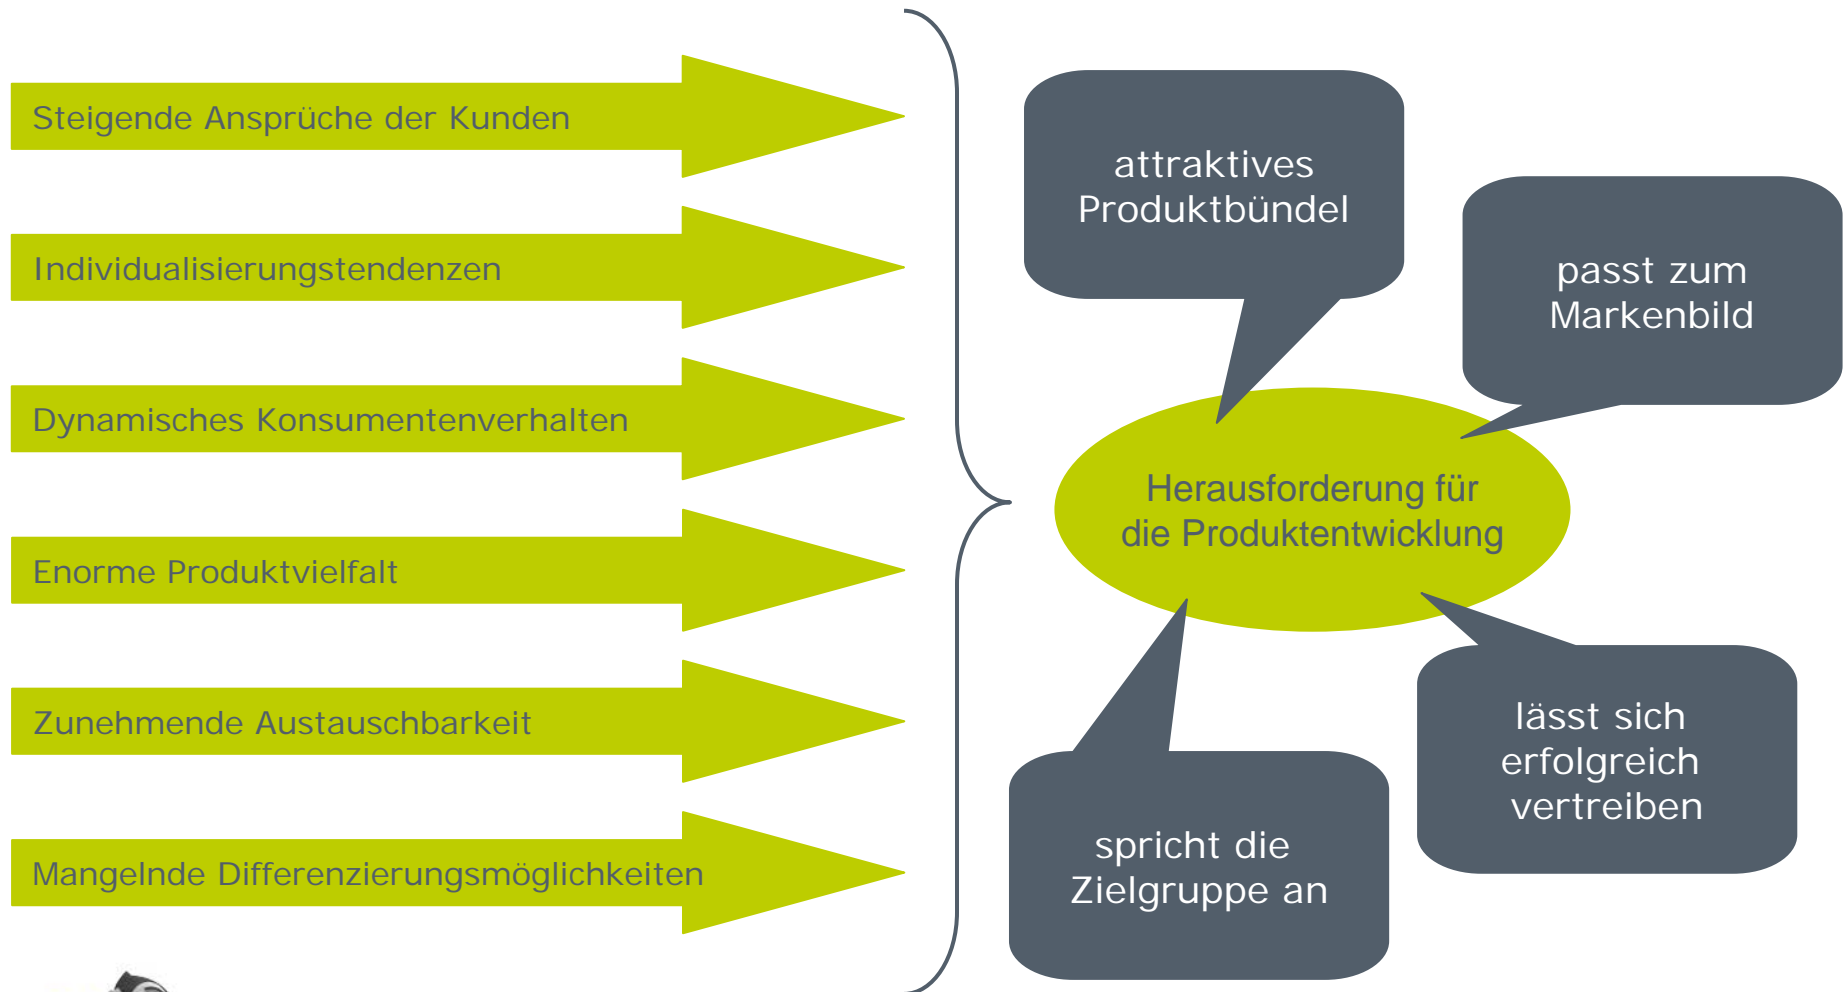 Steigende Ansprüche der Kunden
Individualisierungstendenzen
Dynamisches Konsumentenverhalten
Enorme Produktvielfalt
Zunehmende Austauschbarkeit
Mangelnde Differenzierungsmöglichkeiten
attraktives
Produktbündel
passt zum
Markenbild
Herausforderung für
die Produktentwicklung
lässt sich
erfolgreich
vertreiben
spricht die
Zielgruppe an